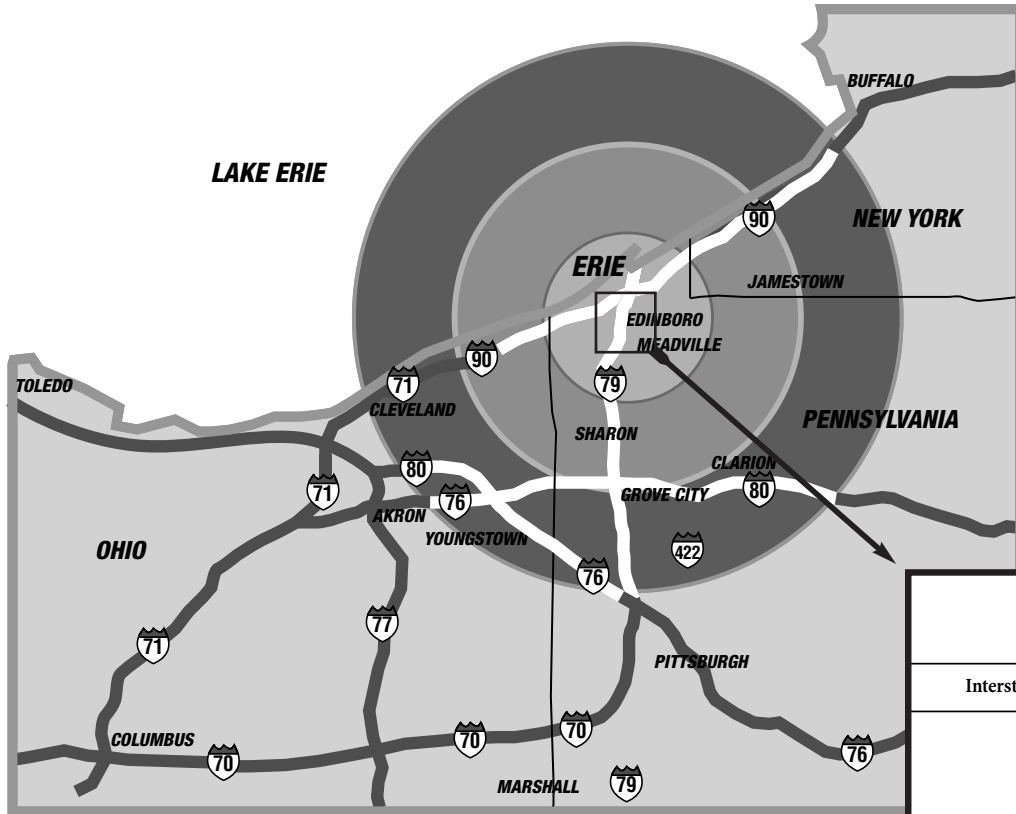 BUFFALO
LAKE ERIE
90
NEW YORK
ERIE
JAMESTOWN
EDINBORO
MEADVILLE
90
71
79
TOLEDO
CLEVELAND
PENNSYLVANIA
SHARON
80
CLARION
71
76
GROVE CITY
80
AKRON
YOUNGSTOWN
OHIO
422
76
77
71
PITTSBURGH
Interst
COLUMBUS
70
70
70
76
MARSHALL
79